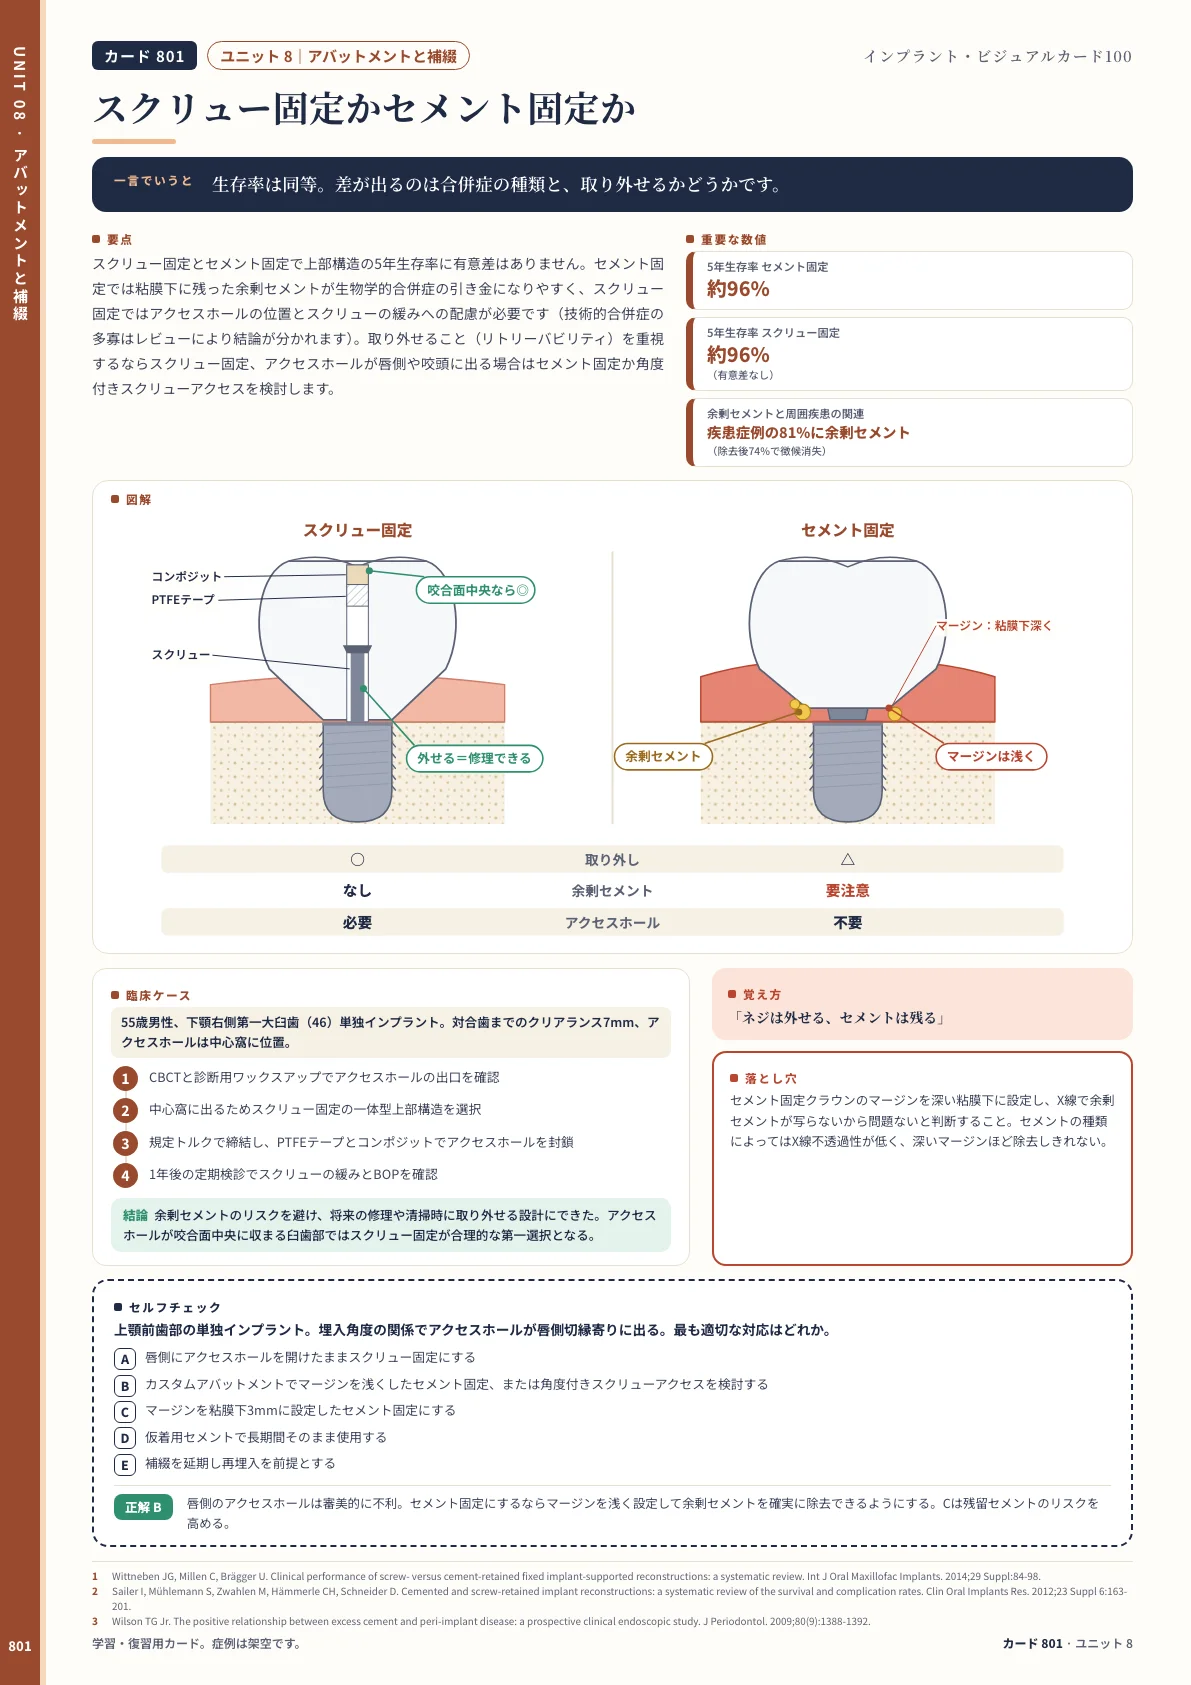 UNIT 08 · アバットメントと補綴
カード 801
ユニット 8｜アバットメントと補綴
インプラント・ビジュアルカード100
スクリュー固定かセメント固定か
一言でいうと
生存率は同等。差が出るのは合併症の種類と、取り外せるかどうかです。
要点
スクリュー固定とセメント固定で上部構造の5年生存率に有意差はありません。セメント固
定では粘膜下に残った余剰セメントが生物学的合併症の引き金になりやすく、スクリュー
固定ではアクセスホールの位置とスクリューの緩みへの配慮が必要です（技術的合併症の
多寡はレビューにより結論が分かれます）。取り外せること（リトリーバビリティ）を重視
するならスクリュー固定、アクセスホールが唇側や咬頭に出る場合はセメント固定か角度
付きスクリューアクセスを検討します。
重要な数値
5年生存率 セメント固定
約96%
5年生存率 スクリュー固定
約96%
（有意差なし）
余剰セメントと周囲疾患の関連
疾患症例の81%に余剰セメント
（除去後74%で徴候消失）
図解
スクリュー固定
コンポジット
PTFEテープ
スクリュー
咬合面中央なら◎
外せる＝修理できる
セメント固定
マージン：粘膜下深く
余剰セメント
マージンは浅く
○ 取り外し △
なし 余剰セメント 要注意
必要 アクセスホール 不要
臨床ケース
55歳男性、下顎右側第一大臼歯（46）単独インプラント。対合歯までのクリアランス7mm、ア
クセスホールは中心窩に位置。
1 CBCTと診断用ワックスアップでアクセスホールの出口を確認
2 中心窩に出るためスクリュー固定の一体型上部構造を選択
3 規定トルクで締結し、PTFEテープとコンポジットでアクセスホールを封鎖
4 1年後の定期検診でスクリューの緩みとBOPを確認
結論 余剰セメントのリスクを避け、将来の修理や清掃時に取り外せる設計にできた。アクセス
ホールが咬合面中央に収まる臼歯部ではスクリュー固定が合理的な第一選択となる。
覚え方
「ネジは外せる、セメントは残る」
落とし穴
セメント固定クラウンのマージンを深い粘膜下に設定し、X線で余剰
セメントが写らないから問題ないと判断すること。セメントの種類
によってはX線不透過性が低く、深いマージンほど除去しきれない。
セルフチェック
上顎前歯部の単独インプラント。埋入角度の関係でアクセスホールが唇側切縁寄りに出る。最も適切な対応はどれか。
A 唇側にアクセスホールを開けたままスクリュー固定にする
B カスタムアバットメントでマージンを浅くしたセメント固定、または角度付きスクリューアクセスを検討する
C マージンを粘膜下3mmに設定したセメント固定にする
D 仮着用セメントで長期間そのまま使用する
E 補綴を延期し再埋入を前提とする
正解 B
唇側のアクセスホールは審美的に不利。セメント固定にするならマージンを浅く設定して余剰セメントを確実に除去できるようにする。Cは残留セメントのリスクを
高める。
1 Wittneben JG, Millen C, Brägger U. Clinical performance of screw- versus cement-retained fixed implant-supported reconstructions: a systematic review. Int J Oral Maxillofac Implants. 2014;29 Suppl:84-98.
2 Sailer I, Mühlemann S, Zwahlen M, Hämmerle CH, Schneider D. Cemented and screw-retained implant reconstructions: a systematic review of the survival and complication rates. Clin Oral Implants Res. 2012;23 Suppl 6:163-
201.
3 Wilson TG Jr. The positive relationship between excess cement and peri-implant disease: a prospective clinical endoscopic study. J Periodontol. 2009;80(9):1388-1392.
801
学習・復習用カード。症例は架空です。
カード 801 · ユニット 8